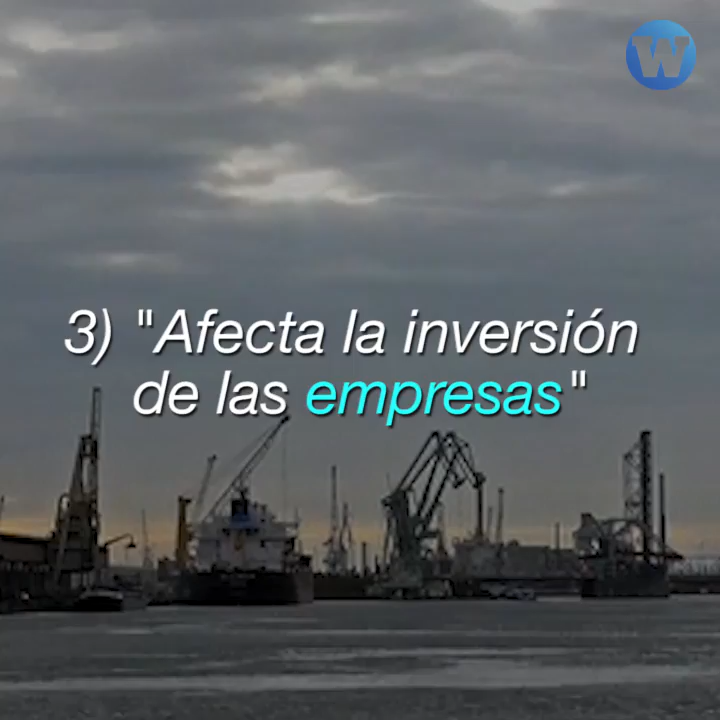 W
3) "Afecta la inversión
de las empresas"